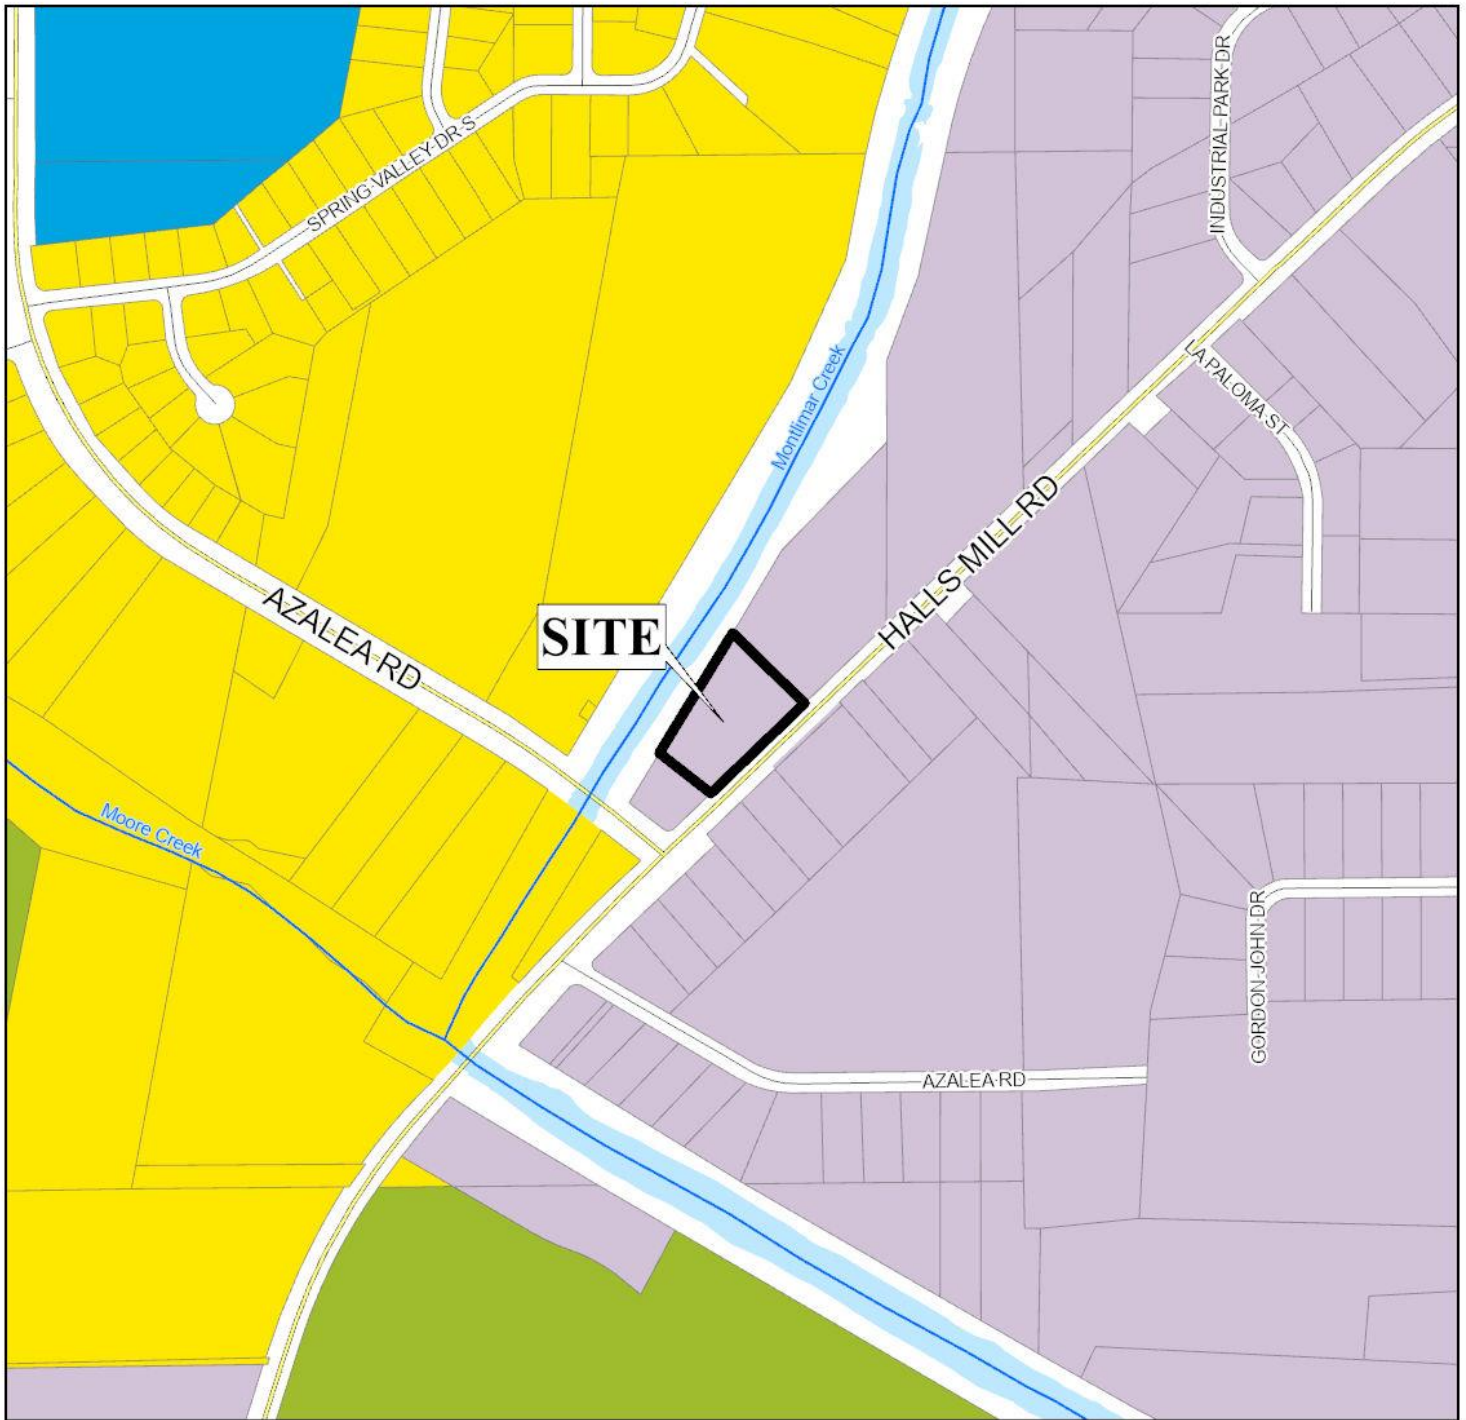 INDUSTRIAL PARK DR
SPRING VALLEY DR S
LA PALOMA ST
Montlimar Creek
HALLS MILL RD
AZALEA RD
SITE
Moore Creek
GORDON JOHN DR
AZALEA RD